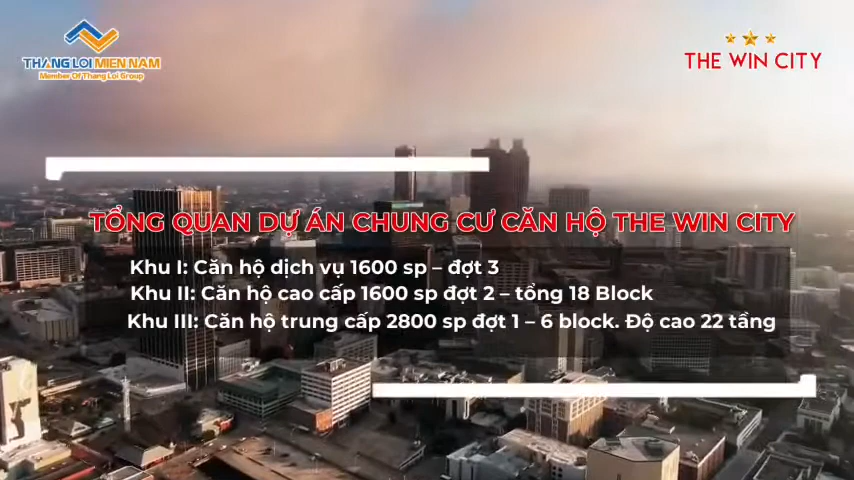 THANG LOI MIEN NAM
Member Of Thang Loi Group
THE WIN CITY
TỔNG QUAN DỰ ÁN CHUNG CƯ CĂN HỘ THE WIN CITY
Khu I: Căn hộ dịch vụ 1600 sp – đợt 3
Khu II: Căn hộ cao cấp 1600 sp đợt 2 – tổng 18 Block
Khu III: Căn hộ trung cấp 2800 sp đợt 1 – 6 block. Độ cao 22 tầng